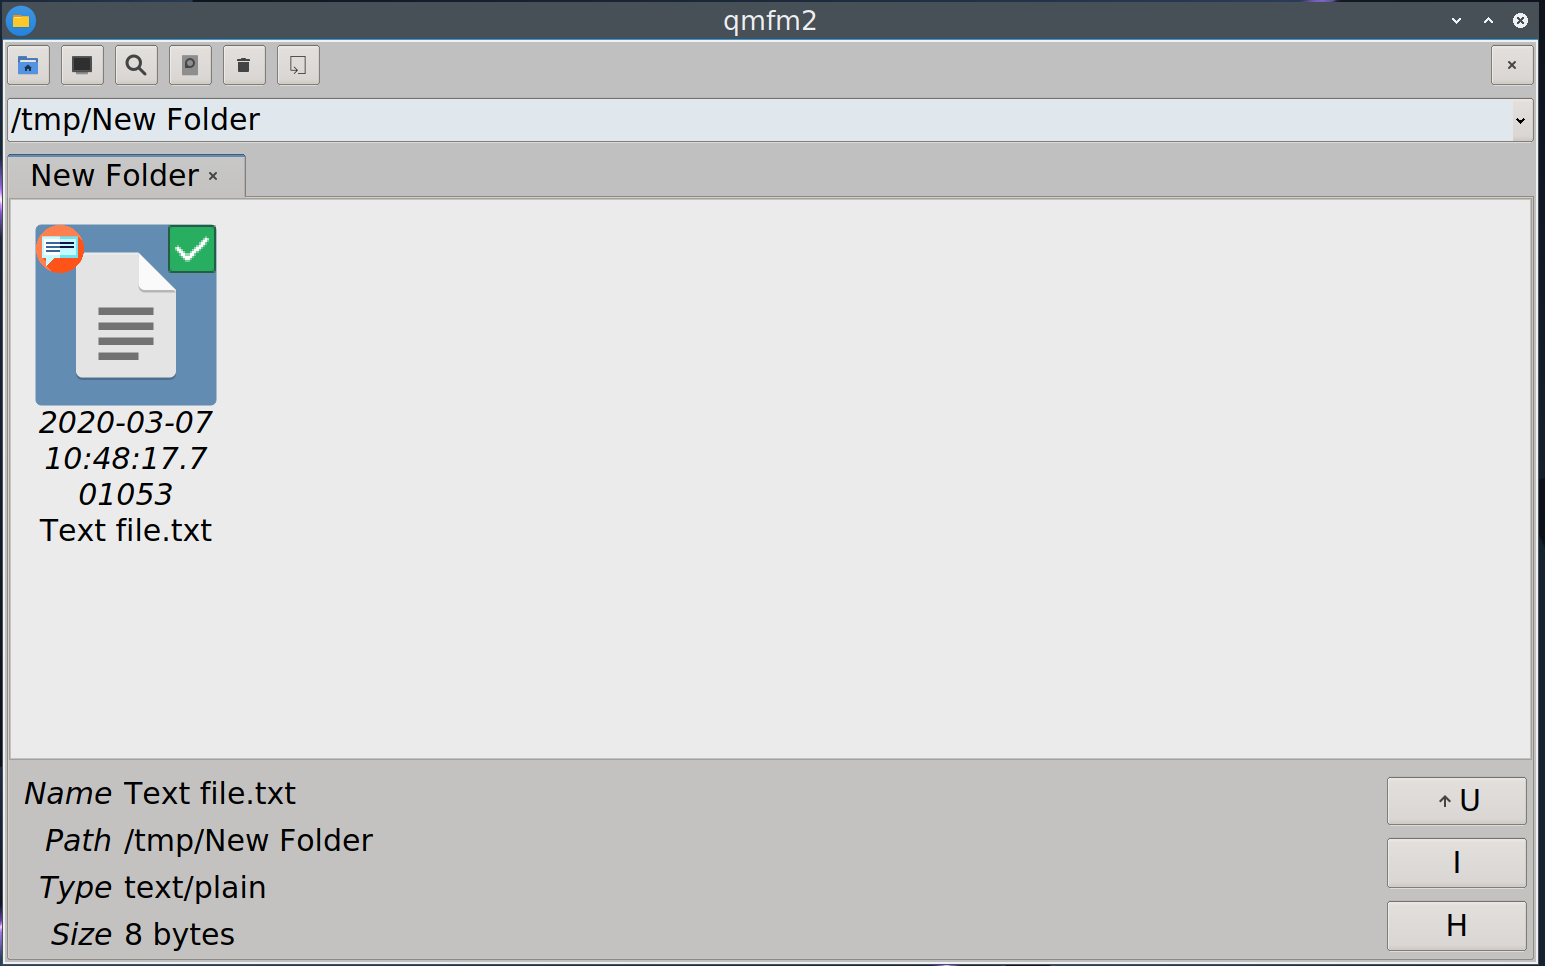 qmfm2
/tmp/New Folder
New Folder
2020-03-07
10:48:17.7
01053
Text file.txt
Name Text file.txt
Path /tmp/New Folder
Type text/plain
Size 8 bytes
U
I
H